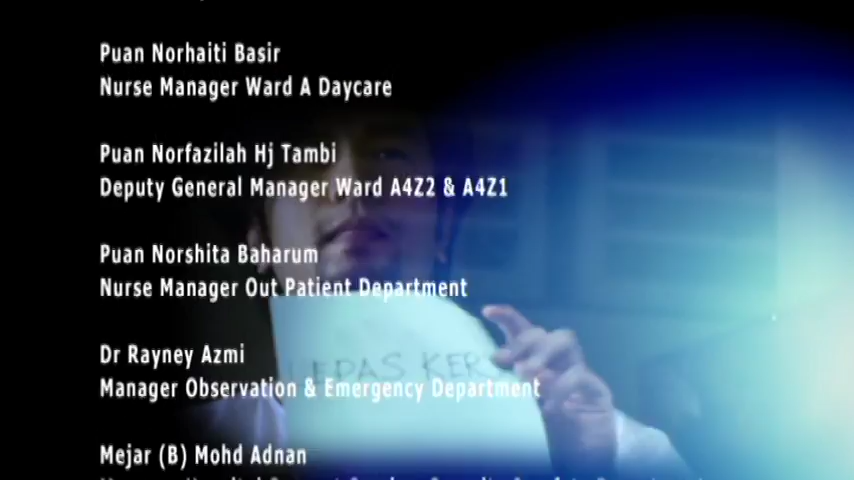 Puan Norhaiti Basir
Nurse Manager Ward A Daycare
Puan Norfazilah Hj Tambi
Deputy General Manager Ward A4Z2 & A4Z1
Puan Norshita Baharum
Nurse Manager Out Patient Department
Dr Rayney Azmi
LEPAS
Manager Observation & Emergency Department
Mejar (B) Mohd Adnan